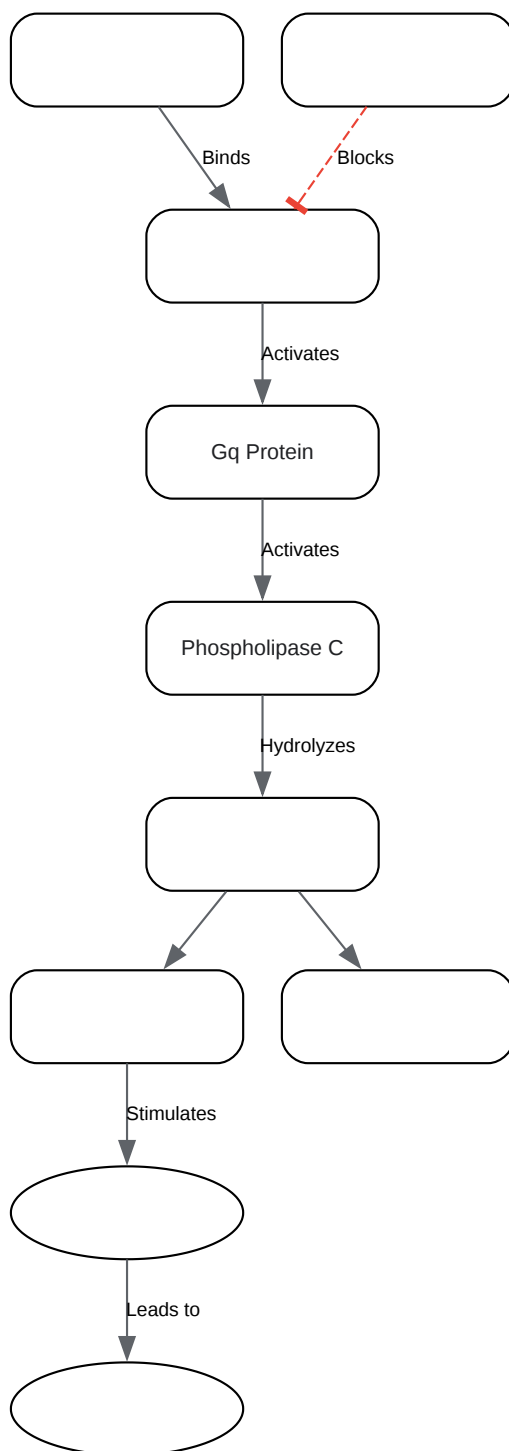 Binds
Blocks
Activates
Gq Protein
Activates
Phospholipase C
Hydrolyzes
Stimulates
Leads to